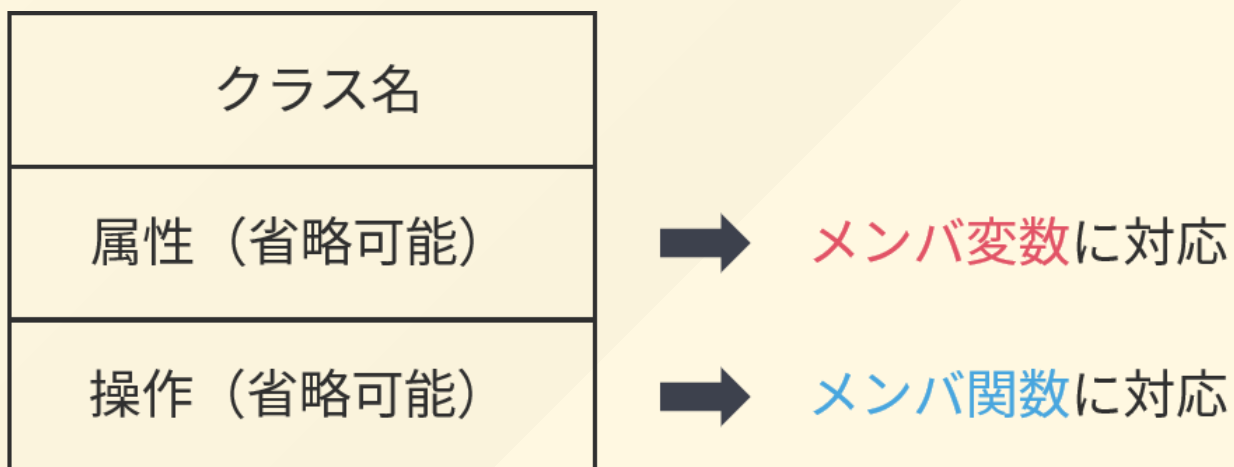 クラス名
属性（省略可能）
メンバ変数に対応
操作（省略可能）
メンバ関数に対応